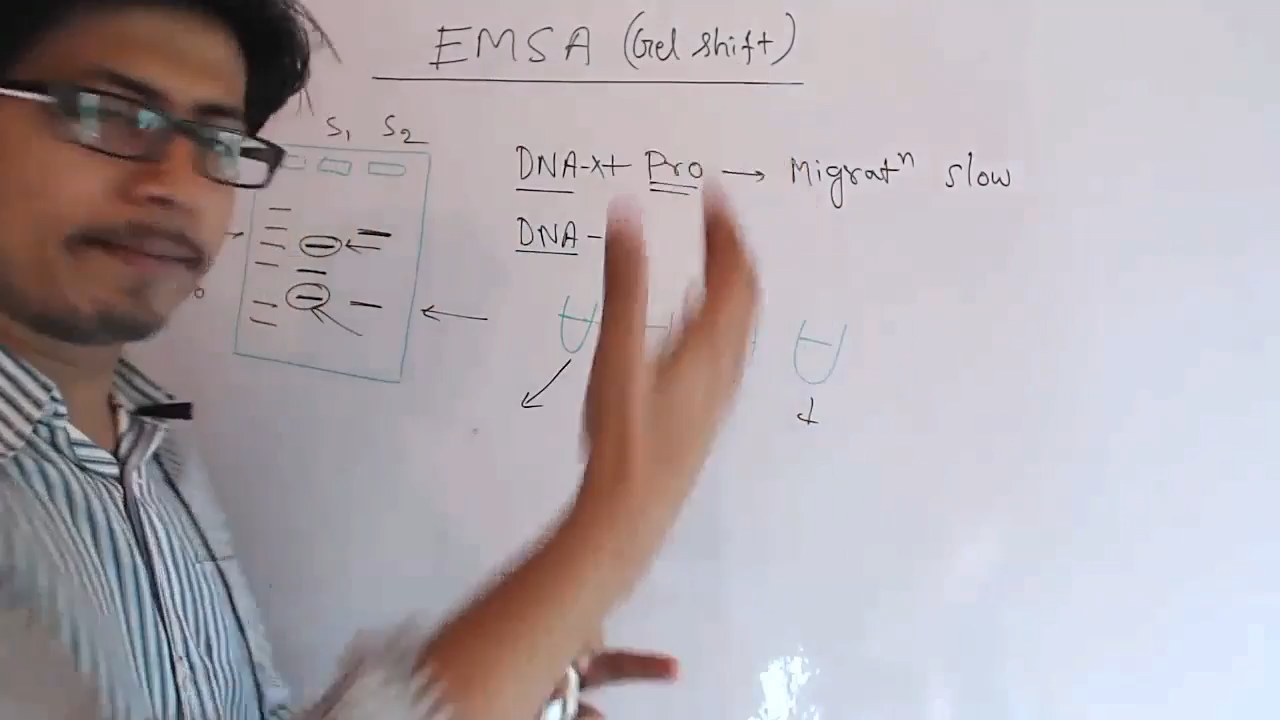 EMSA (Gel shift)
S₁ S₂
DNA-x+ Pro → Migratⁿ slow
DNA -